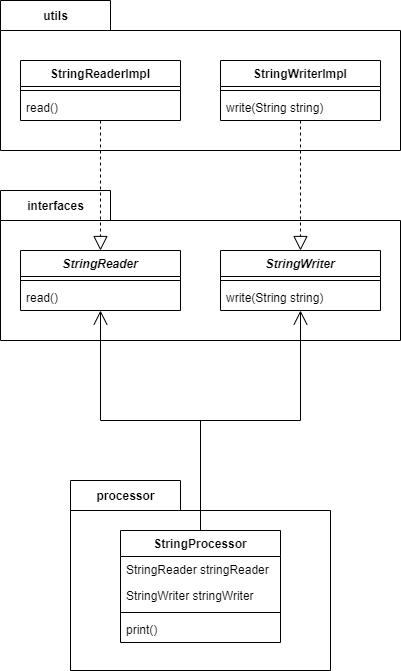 utils
StringReaderImpl
read()
StringWriterImpl
write(String string)
interfaces
StringReader
read()
StringWriter
write(String string)
processor
StringProcessor
StringReader stringReader
StringWriter stringWriter
print()